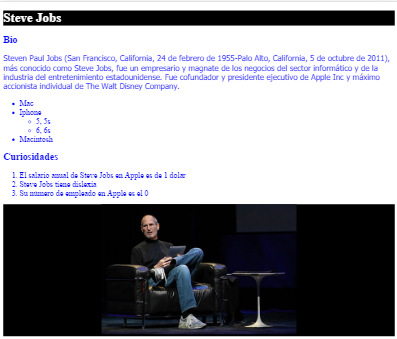 Steve Jobs
Bio
Steven Paul Jobs (San Francisco, California, 24 de febrero de 1955-Palo Alto, California, 5 de octubre de 2011),
más conocido como Steve Jobs, fue un empresario y magnate de los negocios del sector informático y de la
industria del entretenimiento estadounidense. Fue cofundador y presidente ejecutivo de Apple Inc y máximo
accionista individual de The Walt Disney Company.
Mac
Iphone
5, 5s
6, 6s
Macintosh
Curiosidades
1. El salario anual de Steve Jobs en Apple es de 1 dolar
2. Steve Jobs tiene dislexia
3. Su numero de empleado en Apple es el 0